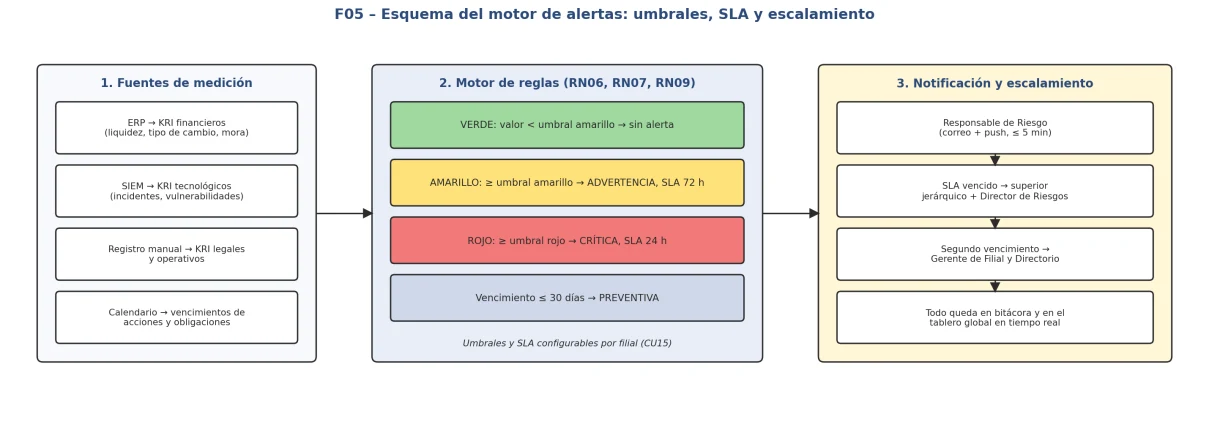 F05 – Esquema del motor de alertas: umbrales, SLA y escalamiento
1. Fuentes de medición
ERP → KRI financieros
(liquidez, tipo de cambio, mora)
SIEM → KRI tecnológicos
(incidentes, vulnerabilidades)
Registro manual → KRI legales
y operativos
Calendario → vencimientos de
acciones y obligaciones
2. Motor de reglas (RN06, RN07, RN09)
VERDE: valor < umbral amarillo → sin alerta
AMARILLO: ≥ umbral amarillo → ADVERTENCIA, SLA 72 h
ROJO: ≥ umbral rojo → CRÍTICA, SLA 24 h
Vencimiento ≤ 30 días → PREVENTIVA
Umbrales y SLA configurables por filial (CU15)
3. Notificación y escalamiento
Responsable de Riesgo
(correo + push, ≤ 5 min)
SLA vencido → superior
jerárquico + Director de Riesgos
Segundo vencimiento →
Gerente de Filial y Directorio
Todo queda en bitácora y en el
tablero global en tiempo real